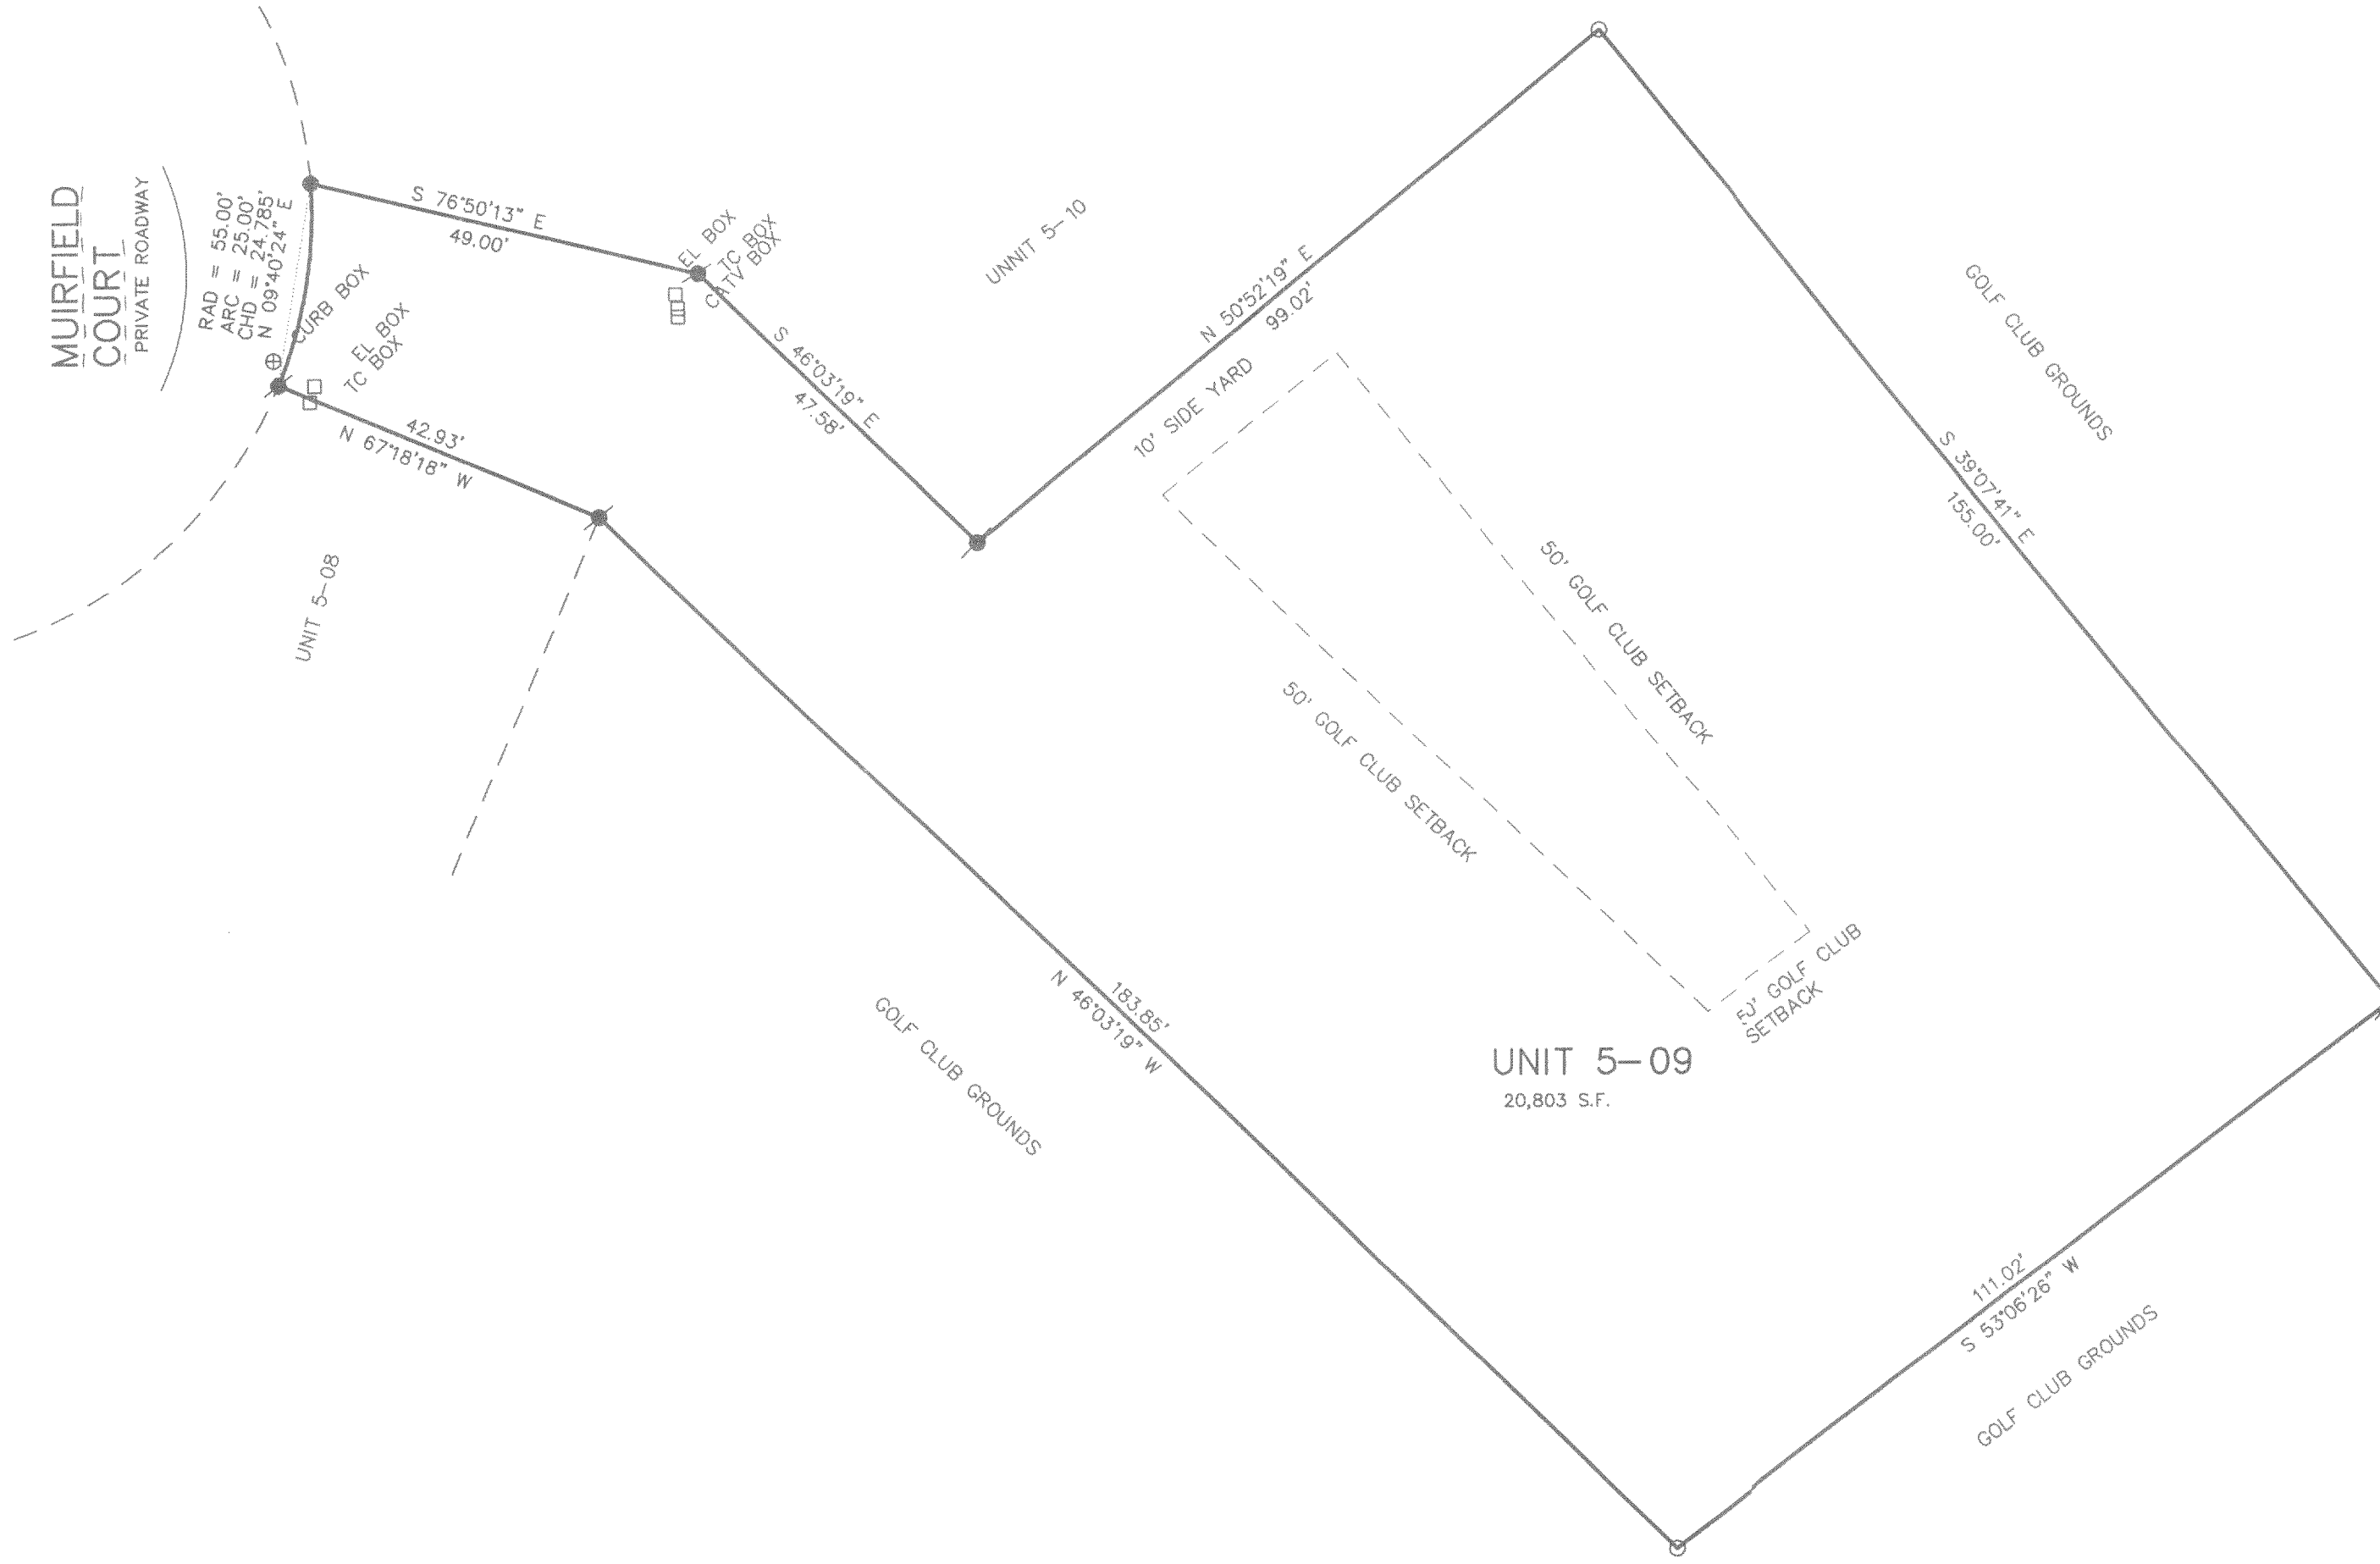 MUIRFIELD
COURT
PRIVATE ROADWAY
RAD = 55.00'
ARC = 25.00'
CHD = 24.785'
N 09°40'24" E
CURB BOX
EL BOX
TC BOX
S 76°50'13" E
49.00'
EL BOX
TC BOX
CATV BOX
42.93'
N 67°18'18" W
S 46°03'19" E
47.58'
UNNIT 5-10
N 50°52'19" E
99.02'
10' SIDE YARD
GOLF CLUB GROUNDS
S 39°07'41" E
155.00'
50' GOLF CLUB SETBACK
50' GOLF CLUB SETBACK
50' GOLF CLUB
SETBACK
UNIT 5-08
183.85'
N 46°03'19" W
GOLF CLUB GROUNDS
UNIT 5-09
20,803 S.F.
111.02'
S 53°06'26" W
GOLF CLUB GROUNDS